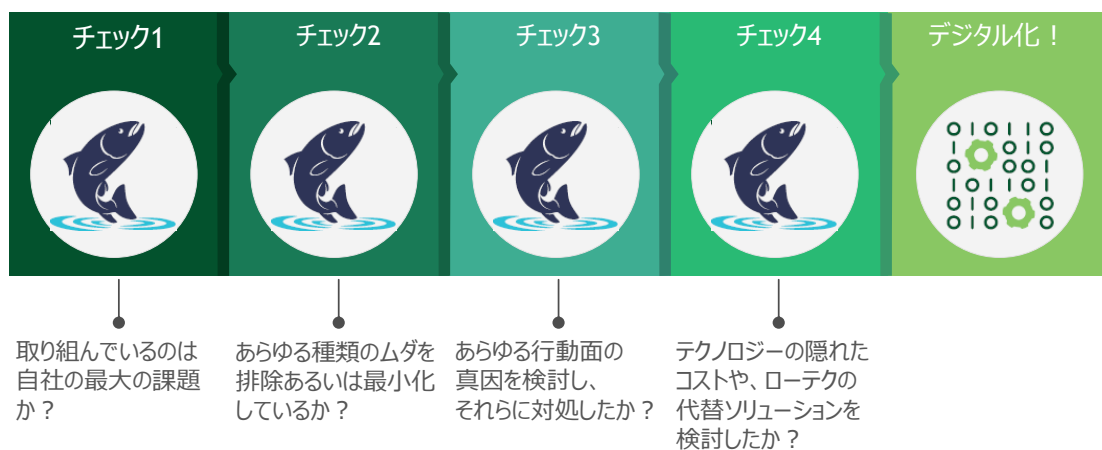 チェック1
チェック2
チェック3
チェック4
デジタル化！
取り組んでいるのは
自社の最大の課題
か？
あらゆる種類のムダを
排除あるいは最小化
しているか？
あらゆる行動面の
真因を検討し、
それらに対処したか？
テクノロジーの隠れた
コストや、ローテクの
代替ソリューションを
検討したか？